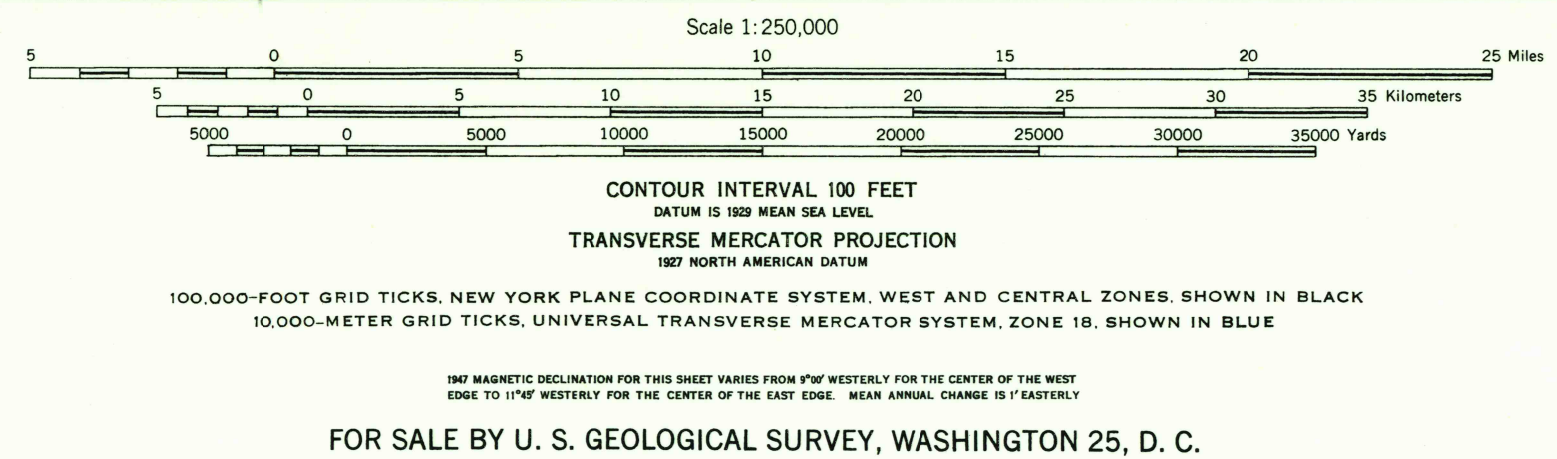 Scale 1:250,000
5 0 5 10 15 20 25 Miles
5 0 5 10 15 20 25 30 35 Kilometers
5000 0 5000 10000 15000 20000 25000 30000 35000 Yards
CONTOUR INTERVAL 100 FEET
DATUM IS 1929 MEAN SEA LEVEL
TRANSVERSE MERCATOR PROJECTION
1927 NORTH AMERICAN DATUM
100,000-FOOT GRID TICKS, NEW YORK PLANE COORDINATE SYSTEM, WEST AND CENTRAL ZONES, SHOWN IN BLACK
10,000-METER GRID TICKS, UNIVERSAL TRANSVERSE MERCATOR SYSTEM, ZONE 18, SHOWN IN BLUE
1947 MAGNETIC DECLINATION FOR THIS SHEET VARIES FROM 9°00′ WESTERLY FOR THE CENTER OF THE WEST
EDGE TO 11°45′ WESTERLY FOR THE CENTER OF THE EAST EDGE. MEAN ANNUAL CHANGE IS 1′ EASTERLY
FOR SALE BY U. S. GEOLOGICAL SURVEY, WASHINGTON 25, D. C.